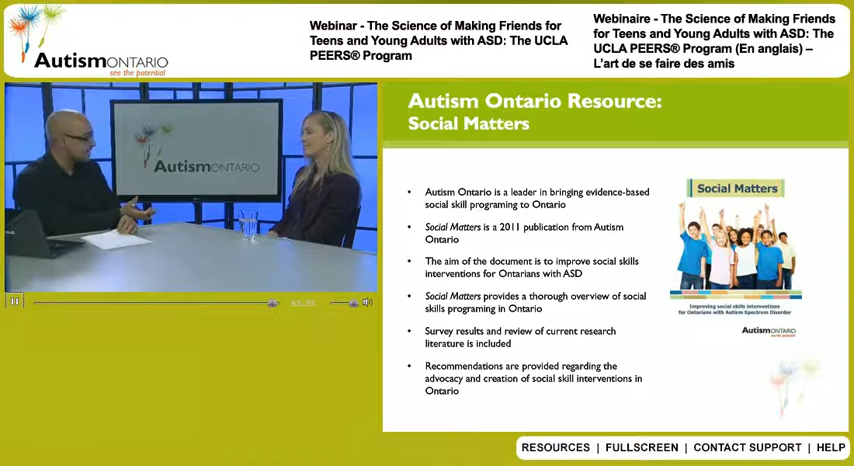 AutismONTARIO
see the potential
Webinar - The Science of Making Friends for
Teens and Young Adults with ASD: The UCLA
PEERS® Program
Webinaire - The Science of Making Friends
for Teens and Young Adults with ASD: The
UCLA PEERS® Program (En anglais) –
L'art de se faire des amis
AutismONTARIO
Autism Ontario Resource:
Social Matters
• Autism Ontario is a leader in bringing evidence-based
social skill programing to Ontario
• Social Matters is a 2011 publication from Autism
Ontario
• The aim of the document is to improve social skills
interventions for Ontarians with ASD
• Social Matters provides a thorough overview of social
skills programing in Ontario
• Survey results and review of current research
literature is included
• Recommendations are provided regarding the
advocacy and creation of social skill interventions in
Ontario
Social Matters
Improving social skills interventions
for Ontarians with Autism Spectrum Disorder
AutismONTARIO
see the potential
RESOURCES | FULLSCREEN | CONTACT SUPPORT | HELP